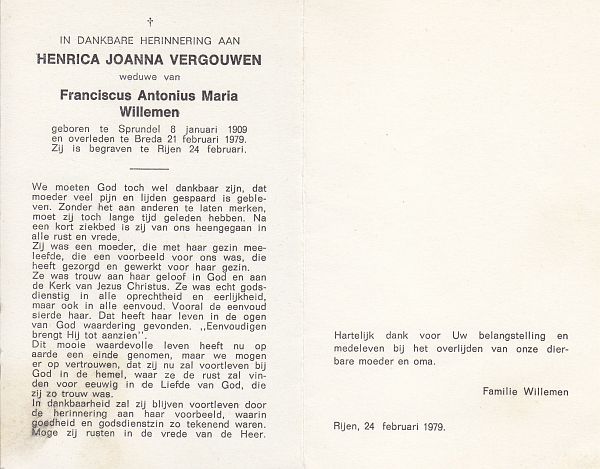 IN DANKBARE HERINNERING AAN
HENRICA JOANNA VERGOUWEN
weduwe van
Franciscus Antonius Maria
Willemen
geboren te Sprundel 8 januari 1909
en overleden te Breda 21 februari 1979.
Zij is begraven te Rijen 24 februari.
We moeten God toch wel dankbaar zijn, dat
moeder veel pijn en lijden gespaard is geble-
ven. Zonder het aan anderen te laten merken,
moet zij toch lange tijd geleden hebben. Na
een kort ziekbed is zij van ons heengegaan in
alle rust en vrede.
Zij was een moeder, die met haar gezin mee-
leefde, die een voorbeeld voor ons was, die
heeft gezorgd en gewerkt voor haar gezin.
Ze was trouw aan haar geloof in God en aan
de Kerk van Jezus Christus. Ze was echt gods-
dienstig in alle oprechtheid en eerlijkheid,
maar ook in alle eenvoud. Vooral de eenvoud
sierde haar. Dat heeft haar leven in de ogen
van God waardering gevonden. ,,Eenvoudigen
brengt Hij tot aanzien".
Dit mooie waardevolle leven heeft nu op
aarde een einde genomen, maar we mogen
er op vertrouwen, dat zij nu zal voortleven bij
God in de hemel, waar ze de rust zal vin-
den voor eeuwig in de Liefde van God, die
zij zo trouw was.
In dankbaarheid zal zij blijven voortleven door
de herinnering aan haar voorbeeld, waarin
goedheid en godsdienstzin zo tekenend waren.
Moge zij rusten in de vrede van de Heer.
Hartelijk dank voor Uw belangstelling en
medeleven bij het overlijden van onze dier-
bare moeder en oma.
Familie Willemen
Rijen, 24 februari 1979.